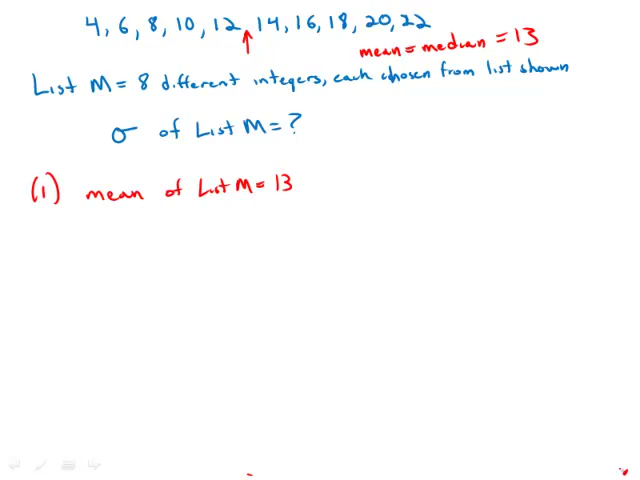 4, 6, 8, 10, 12, 14, 16, 18, 20, 22
mean = median = 13
List M = 8 different integers, each chosen from list shown
σ of List M = ?
(1) mean of List M = 13